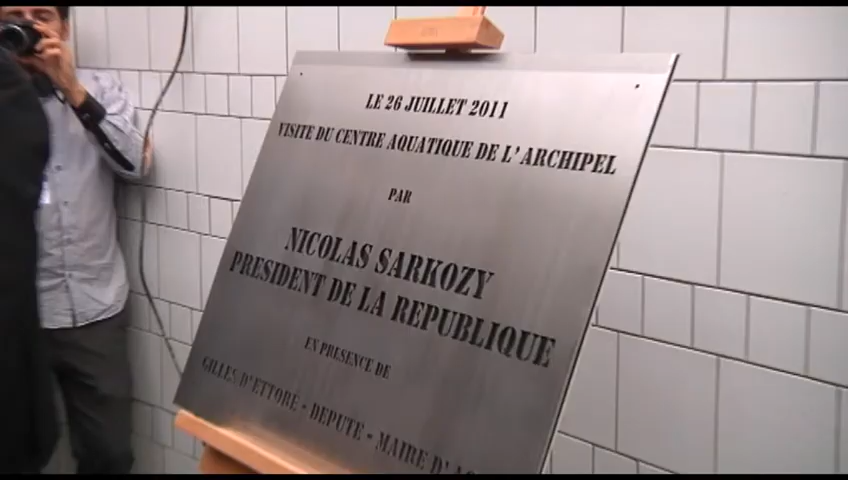 LE 26 JUILLET 2011
VISITE DU CENTRE AQUATIQUE DE L'ARCHIPEL
PAR
NICOLAS SARKOZY
PRESIDENT DE LA REPUBLIQUE
EN PRESENCE DE
GILLES D'ETTORE - DEPUTE - MAIRE